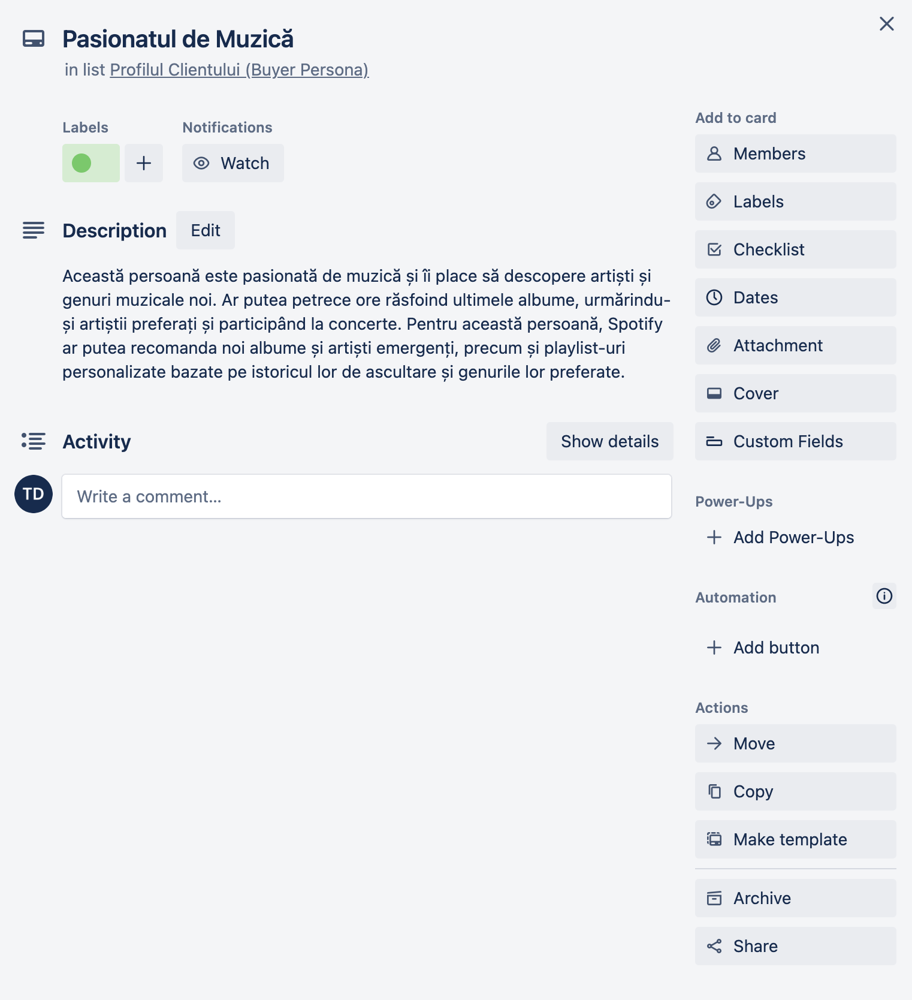 Pasionatul de Muzică
in list Profilul Clientului (Buyer Persona)
Labels
Notifications
Watch
Description
Edit
Această persoană este pasionată de muzică și îi place să descopere artiști și
genuri muzicale noi. Ar putea petrece ore răsfoind ultimele albume, urmărindu-
și artiștii preferați și participând la concerte. Pentru această persoană, Spotify
ar putea recomanda noi albume și artiști emergenți, precum și playlist-uri
personalizate bazate pe istoricul lor de ascultare și genurile lor preferate.
Activity
Show details
TD
Write a comment...
Add to card
Members
Labels
Checklist
Dates
Attachment
Cover
Custom Fields
Power-Ups
Add Power-Ups
Automation
Add button
Actions
Move
Copy
Make template
Archive
Share